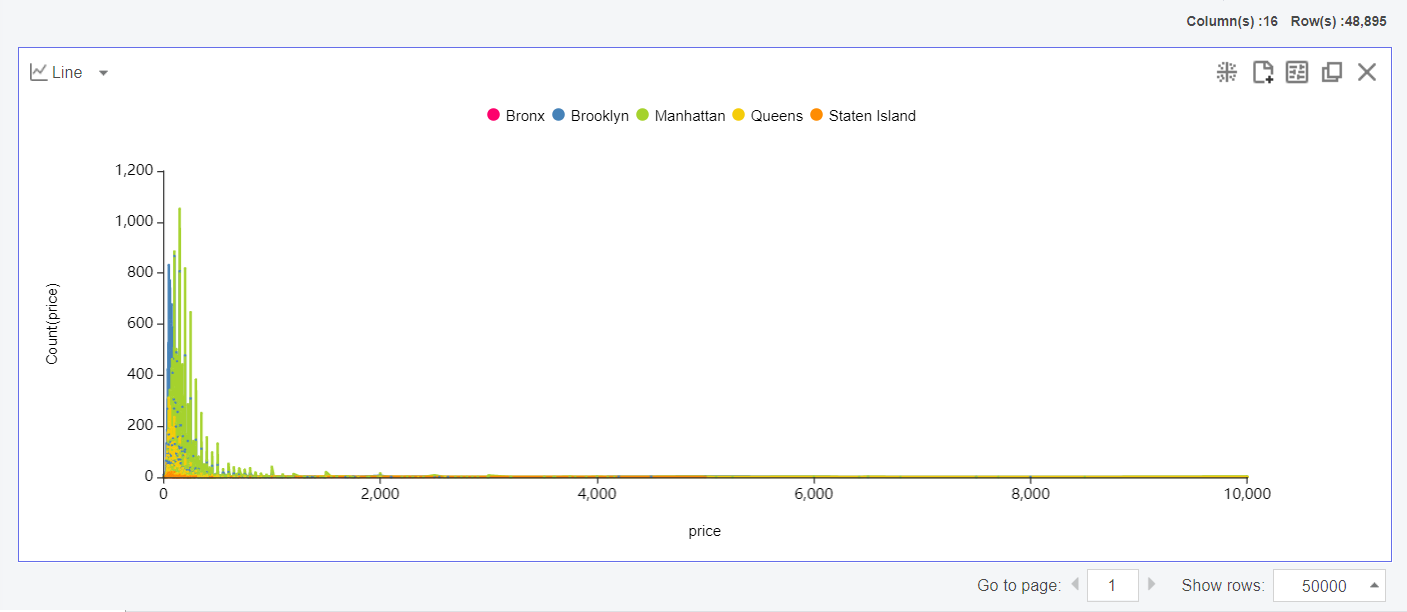 Column(s) :16 Row(s) :48,895
Line
Bronx Brooklyn Manhattan Queens Staten Island
1,200
1,000
800
600
400
200
0
Count(price)
0 2,000 4,000 6,000 8,000 10,000
price
Go to page: 1 Show rows: 50000